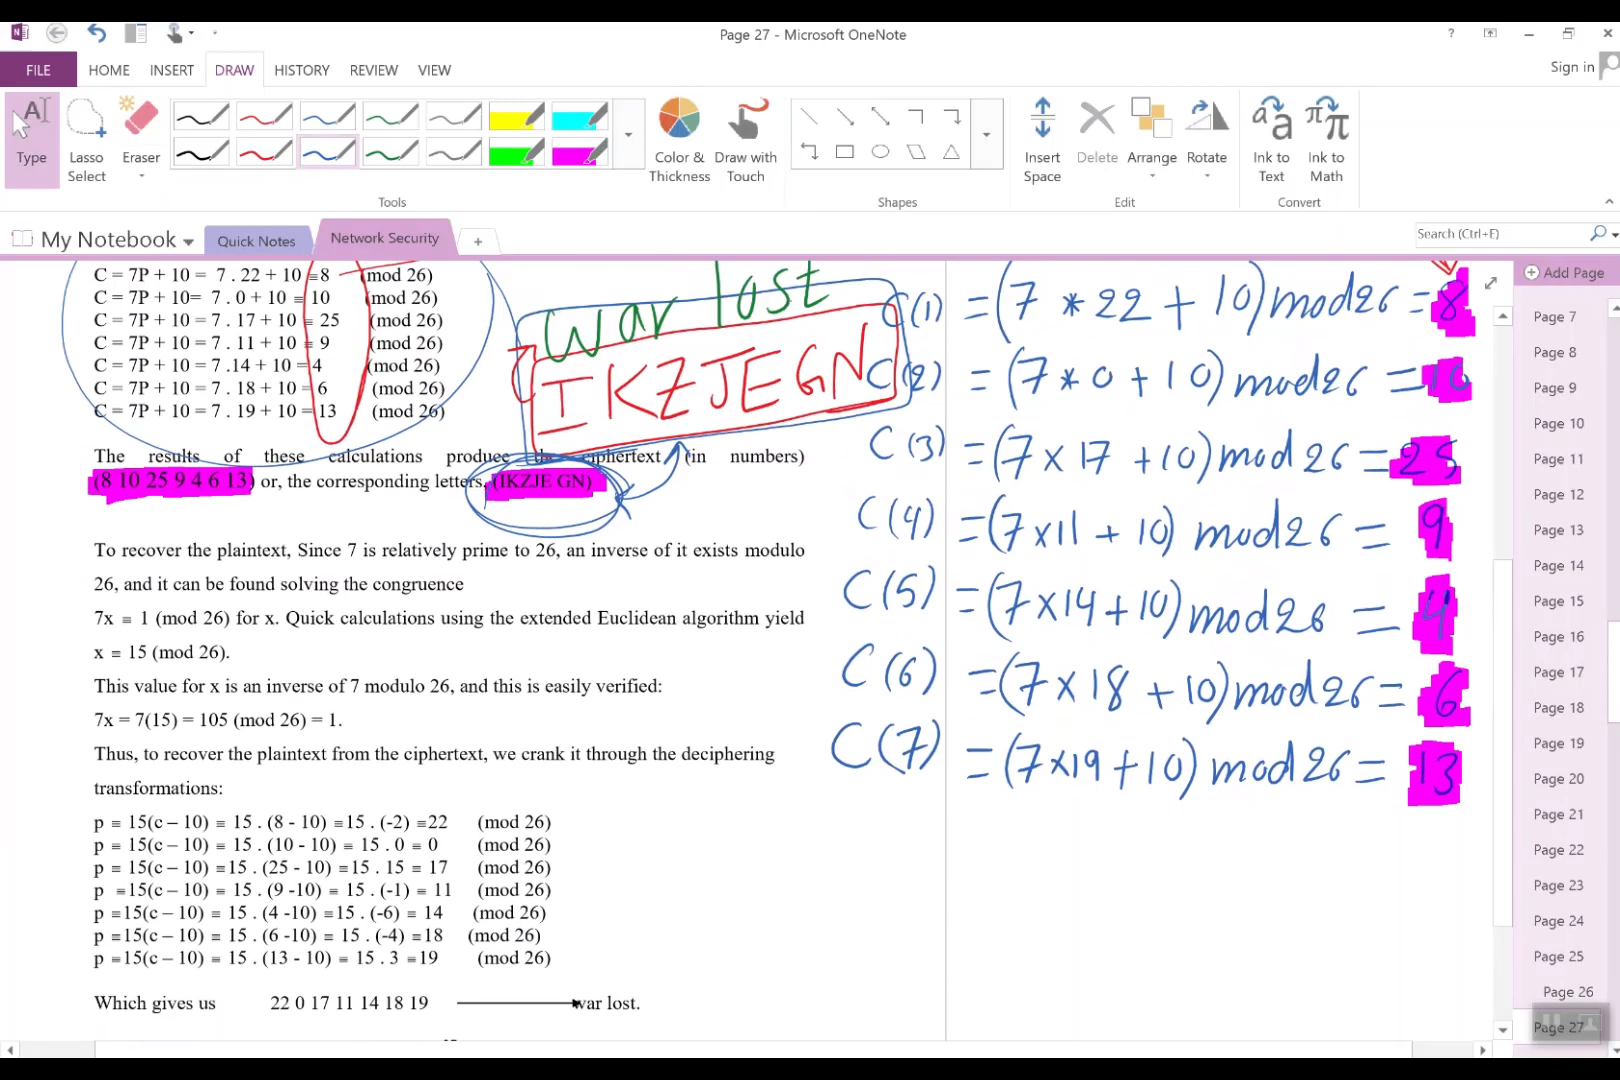 Page 27 - Microsoft OneNote
?
Sign in
FILE HOME INSERT DRAW HISTORY REVIEW VIEW
Type
Lasso Select
Eraser
Color & Thickness
Draw with Touch
Insert Space
Delete
Arrange
Rotate
Ink to Text
Ink to Math
Tools
Shapes
Edit
Convert
My Notebook
Quick Notes
Network Security
Search (Ctrl+E)
C = 7P + 10 = 7 . 22 + 10 ≡8 (mod 26)
C = 7P + 10= 7 . 0 + 10 ≡ 10 (mod 26)
C = 7P + 10 = 7 . 17 + 10 ≡ 25 (mod 26)
C = 7P + 10 = 7 . 11 + 10 ≡ 9 (mod 26)
C = 7P + 10 = 7 .14 + 10 ≡ 4 (mod 26)
C = 7P + 10 = 7 . 18 + 10 ≡ 6 (mod 26)
C = 7P + 10 = 7 . 19 + 10 ≡ 13 (mod 26)
war lost
IKZJEGN
The results of these calculations produce the ciphertext (in numbers)
(8 10 25 9 4 6 13) or, the corresponding letters, (IKZJE GN)
To recover the plaintext, Since 7 is relatively prime to 26, an inverse of it exists modulo
26, and it can be found solving the congruence
7x ≡ 1 (mod 26) for x. Quick calculations using the extended Euclidean algorithm yield
x ≡ 15 (mod 26).
This value for x is an inverse of 7 modulo 26, and this is easily verified:
7x = 7(15) = 105 (mod 26) = 1.
Thus, to recover the plaintext from the ciphertext, we crank it through the deciphering
transformations:
p ≡ 15(c – 10) ≡ 15 . (8 - 10) ≡15 . (-2) ≡22 (mod 26)
p ≡ 15(c – 10) ≡ 15 . (10 - 10) ≡ 15 . 0 ≡ 0 (mod 26)
p ≡ 15(c – 10) ≡15 . (25 - 10) ≡15 . 15 ≡ 17 (mod 26)
p ≡15(c – 10) ≡ 15 . (9 -10) ≡ 15 . (-1) ≡ 11 (mod 26)
p ≡15(c – 10) ≡ 15 . (4 -10) ≡15 . (-6) ≡ 14 (mod 26)
p ≡15(c – 10) ≡ 15 . (6 -10) ≡ 15 . (-4) ≡18 (mod 26)
p ≡15(c – 10) ≡ 15 . (13 - 10) ≡ 15 . 3 ≡19 (mod 26)
Which gives us 22 0 17 11 14 18 19 war lost.
C(1) =(7 *22 + 10)mod26 =8
C(2) =(7*0 + 10) mod26 =10
C(3) =(7×17 +10)mod 26 =25
C(4) =(7×11 + 10) mod26 = 9
C(5) =(7×14+10)mod26 = 4
C(6) =(7×18 +10)mod26= 6
C(7) =(7×19+10) mod26= 13
Add Page
Page 7
Page 8
Page 9
Page 10
Page 11
Page 12
Page 13
Page 14
Page 15
Page 16
Page 17
Page 18
Page 19
Page 20
Page 21
Page 22
Page 23
Page 24
Page 25
Page 26
Page 27